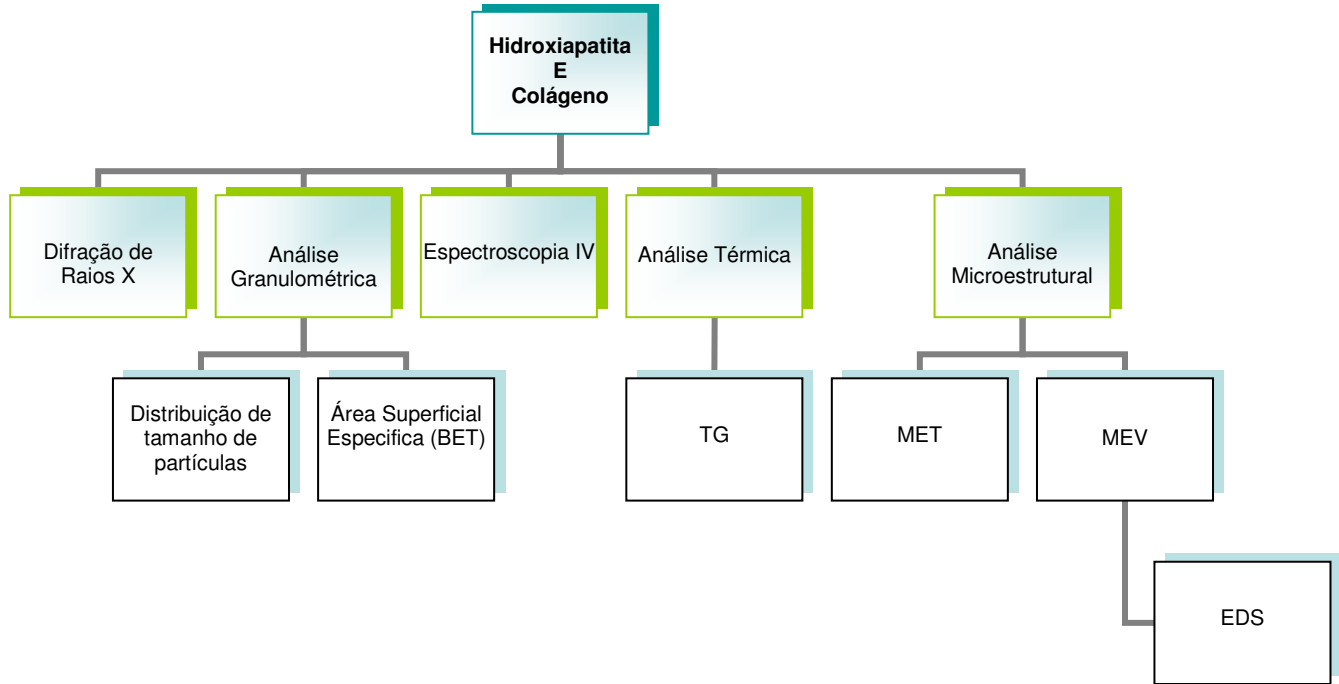 Hidroxiapatita
E
Colágeno
Difração de
Raios X
Análise
Granulométrica
Espectroscopia IV
Análise Térmica
Análise
Microestrutural
Distribuição de
tamanho de
partículas
Área Superficial
Especifica (BET)
TG
MET
MEV
EDS